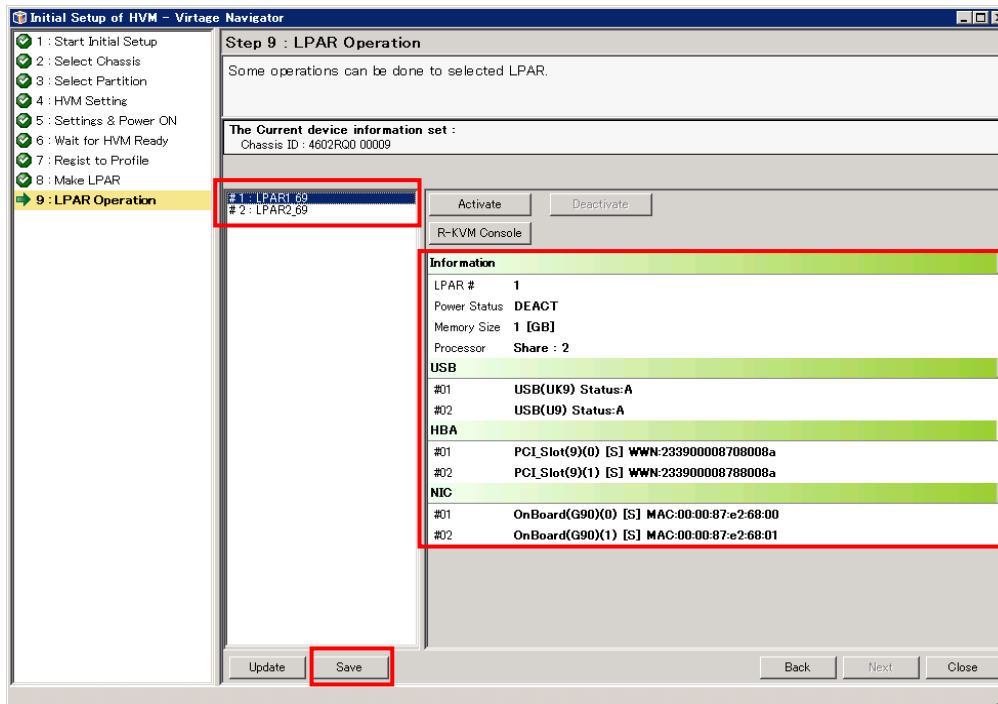 Initial Setup of HVM - Virtage Navigator
1 : Start Initial Setup
2 : Select Chassis
3 : Select Partition
4 : HVM Setting
5 : Settings & Power ON
6 : Wait for HVM Ready
7 : Regist to Profile
8 : Make LPAR
9 : LPAR Operation
Step 9 : LPAR Operation
Some operations can be done to selected LPAR.
The Current device information set :
Chassis ID : 4602RQ0 00009
# 1 : LPAR1_69
# 2 : LPAR2_69
Activate Deactivate
R-KVM Console
Information
LPAR # 1
Power Status DEACT
Memory Size 1 [GB]
Processor Share : 2
USB
#01 USB(UK9) Status:A
#02 USB(U9) Status:A
HBA
#01 PCI_Slot(9)(0) [S] WWN:233900008708008a
#02 PCI_Slot(9)(1) [S] WWN:233900008788008a
NIC
#01 OnBoard(G90)(0) [S] MAC:00:00:87:e2:68:00
#02 OnBoard(G90)(1) [S] MAC:00:00:87:e2:68:01
Update Save Back Next Close